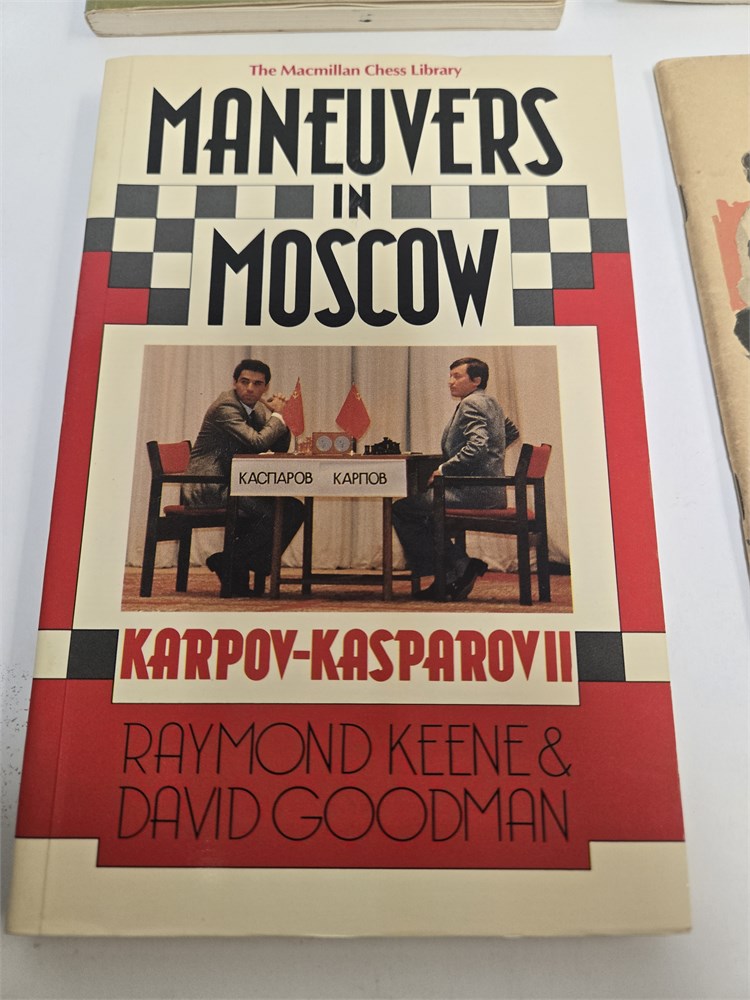 The Macmillan Chess Library
MANEUVERS
IN
MOSCOW
КАСПАРОВ КАРПОВ
KARPOV-KASPAROV II
RAYMOND KEENE &
DAVID GOODMAN